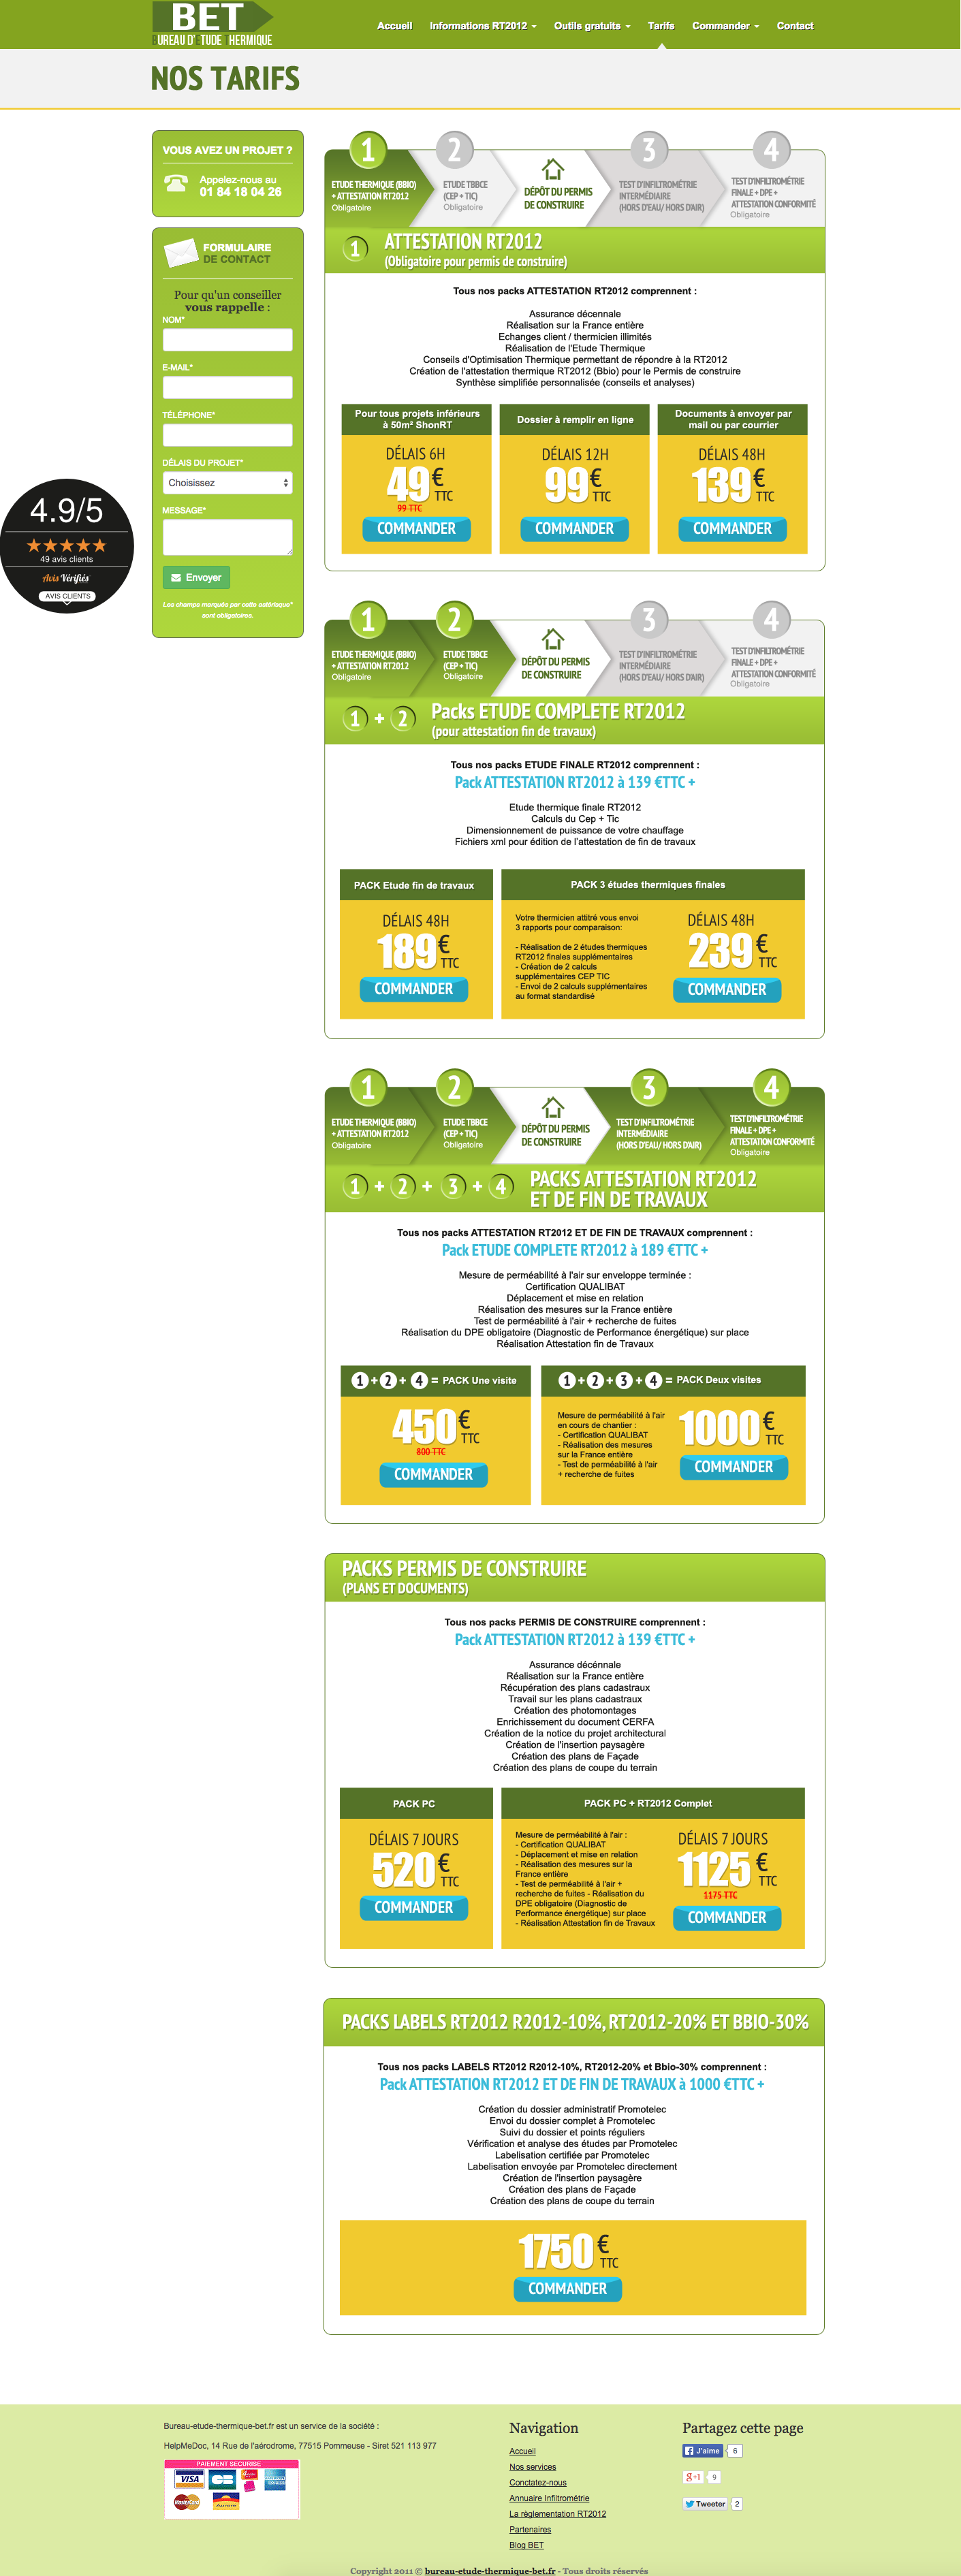 BET
BUREAU D'ETUDE THERMIQUE
Accueil
Informations RT2012
Outils gratuits
Tarifs
Commander
Contact
NOS TARIFS
VOUS AVEZ UN PROJET ?
Appelez-nous au
01 84 18 04 26
FORMULAIRE
DE CONTACT
Pour qu'un conseiller
vous rappelle :
NOM*
E-MAIL*
TÉLÉPHONE*
DÉLAIS DU PROJET*
Choisissez
MESSAGE*
Envoyer
Les champs marqués par cette astérisque*
sont obligatoires.
4.9/5
49 avis clients
Avis Vérifiés
AVIS CLIENTS
1
2
3
4
ETUDE THERMIQUE (BBIO)
+ ATTESTATION RT2012
Obligatoire
ETUDE TBBCE
(CEP + TIC)
Obligatoire
DÉPÔT DU PERMIS
DE CONSTRUIRE
TEST D'INFILTROMÉTRIE
INTERMÉDIAIRE
(HORS D'EAU/ HORS D'AIR)
TEST D'INFILTROMÉTRIE
FINALE + DPE +
ATTESTATION CONFORMITÉ
Obligatoire
1 ATTESTATION RT2012
(Obligatoire pour permis de construire)
Tous nos packs ATTESTATION RT2012 comprennent :
Assurance décennale
Réalisation sur la France entière
Echanges client / thermicien illimités
Réalisation de l'Etude Thermique
Conseils d'Optimisation Thermique permettant de répondre à la RT2012
Création de l'attestation thermique RT2012 (Bbio) pour le Permis de construire
Synthèse simplifiée personnalisée (conseils et analyses)
Pour tous projets inférieurs
à 50m² ShonRT
DÉLAIS 6H
49 € TTC
99 TTC
COMMANDER
Dossier à remplir en ligne
DÉLAIS 12H
99 € TTC
COMMANDER
Documents à envoyer par
mail ou par courrier
DÉLAIS 48H
139 € TTC
COMMANDER
1
2
3
4
ETUDE THERMIQUE (BBIO)
+ ATTESTATION RT2012
Obligatoire
ETUDE TBBCE
(CEP + TIC)
Obligatoire
DÉPÔT DU PERMIS
DE CONSTRUIRE
TEST D'INFILTROMÉTRIE
INTERMÉDIAIRE
(HORS D'EAU/ HORS D'AIR)
TEST D'INFILTROMÉTRIE
FINALE + DPE +
ATTESTATION CONFORMITÉ
Obligatoire
1 + 2 Packs ETUDE COMPLETE RT2012
(pour attestation fin de travaux)
Tous nos packs ETUDE FINALE RT2012 comprennent :
Pack ATTESTATION RT2012 à 139 €TTC +
Etude thermique finale RT2012
Calculs du Cep + Tic
Dimensionnement de puissance de votre chauffage
Fichiers xml pour édition de l'attestation de fin de travaux
PACK Etude fin de travaux
DÉLAIS 48H
189 € TTC
COMMANDER
PACK 3 études thermiques finales
Votre thermicien attitré vous envoi
3 rapports pour comparaison:
- Réalisation de 2 études thermiques
RT2012 finales supplémentaires
- Création de 2 calculs
supplémentaires CEP TIC
- Envoi de 2 calculs supplémentaires
au format standardisé
DÉLAIS 48H
239 € TTC
COMMANDER
1
2
3
4
ETUDE THERMIQUE (BBIO)
+ ATTESTATION RT2012
Obligatoire
ETUDE TBBCE
(CEP + TIC)
Obligatoire
DÉPÔT DU PERMIS
DE CONSTRUIRE
TEST D'INFILTROMÉTRIE
INTERMÉDIAIRE
(HORS D'EAU/ HORS D'AIR)
TEST D'INFILTROMÉTRIE
FINALE + DPE +
ATTESTATION CONFORMITÉ
Obligatoire
1 + 2 + 3 + 4 PACKS ATTESTATION RT2012
ET DE FIN DE TRAVAUX
Tous nos packs ATTESTATION RT2012 ET DE FIN DE TRAVAUX comprennent :
Pack ETUDE COMPLETE RT2012 à 189 €TTC +
Mesure de perméabilité à l'air sur enveloppe terminée :
Certification QUALIBAT
Déplacement et mise en relation
Réalisation des mesures sur la France entière
Test de perméabilité à l'air + recherche de fuites
Réalisation du DPE obligatoire (Diagnostic de Performance énergétique) sur place
Réalisation Attestation fin de Travaux
1 + 2 + 4 = PACK Une visite
450 € TTC
800 TTC
COMMANDER
1 + 2 + 3 + 4 = PACK Deux visites
Mesure de perméabilité à l'air
en cours de chantier :
- Certification QUALIBAT
- Réalisation des mesures
sur la France entière
- Test de perméabilité à l'air
+ recherche de fuites
1000 € TTC
COMMANDER
PACKS PERMIS DE CONSTRUIRE
(PLANS ET DOCUMENTS)
Tous nos packs PERMIS DE CONSTRUIRE comprennent :
Pack ATTESTATION RT2012 à 139 €TTC +
Assurance décénnale
Réalisation sur la France entière
Récupération des plans cadastraux
Travail sur les plans cadastraux
Création des photomontages
Enrichissement du document CERFA
Création de la notice du projet architectural
Création de l'insertion paysagère
Création des plans de Façade
Création des plans de coupe du terrain
PACK PC
DÉLAIS 7 JOURS
520 € TTC
COMMANDER
PACK PC + RT2012 Complet
Mesure de perméabilité à l'air :
- Certification QUALIBAT
- Déplacement et mise en relation
- Réalisation des mesures sur la
France entière
- Test de perméabilité à l'air +
recherche de fuites - Réalisation du
DPE obligatoire (Diagnostic de
Performance énergétique) sur place
- Réalisation Attestation fin de Travaux
DÉLAIS 7 JOURS
1125 € TTC
1175 TTC
COMMANDER
PACKS LABELS RT2012 R2012-10%, RT2012-20% ET BBIO-30%
Tous nos packs LABELS RT2012 R2012-10%, RT2012-20% et Bbio-30% comprennent :
Pack ATTESTATION RT2012 ET DE FIN DE TRAVAUX à 1000 €TTC +
Création du dossier administratif Promotelec
Envoi du dossier complet à Promotelec
Suivi du dossier et points réguliers
Vérification et analyse des études par Promotelec
Labelisation certifiée par Promotelec
Labelisation envoyée par Promotelec directement
Création de l'insertion paysagère
Création des plans de Façade
Création des plans de coupe du terrain
1750 € TTC
COMMANDER
Bureau-etude-thermique-bet.fr est un service de la société :
HelpMeDoc, 14 Rue de l'aérodrome, 77515 Pommeuse - Siret 521 113 977
PAIEMENT SECURISE
VISA
CB
MasterCard
Aurore
Navigation
Accueil
Nos services
Conctatez-nous
Annuaire Infiltrométrie
La règlementation RT2012
Partenaires
Blog BET
Partagez cette page
J'aime 6
g+1 9
Tweeter 2
Copyright 2011 © bureau-etude-thermique-bet.fr - Tous droits réservés